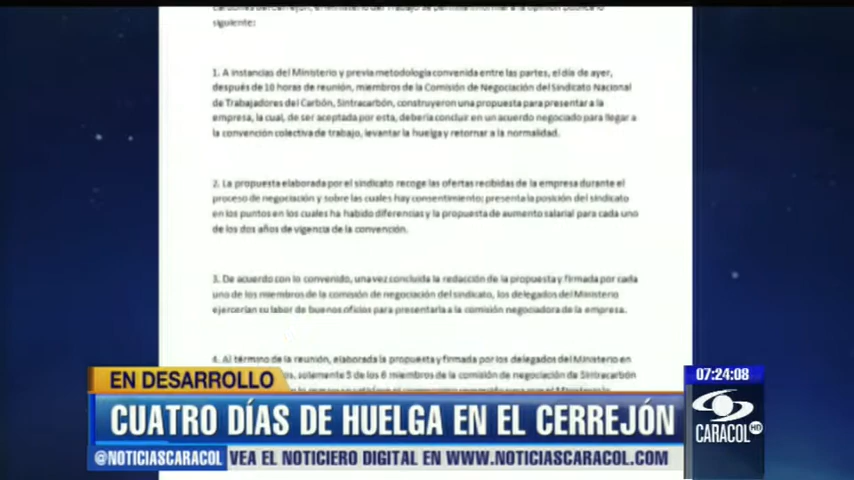 Carbones del Cerrejón, el Ministerio del Trabajo se permite informar a la opinión pública lo
siguiente:
1. A instancias del Ministerio y previa metodología convenida entre las partes, el día de ayer,
después de 10 horas de reunión, miembros de la Comisión de Negociación del Sindicato Nacional
de Trabajadores del Carbón, Sintracarbón, construyeron una propuesta para presentar a la
empresa, la cual, de ser aceptada por esta, debería concluir en un acuerdo negociado para llegar a
la convención colectiva de trabajo, levantar la huelga y retornar a la normalidad.
2. La propuesta elaborada por el sindicato recoge las ofertas recibidas de la empresa durante el
proceso de negociación y sobre las cuales hay consentimiento; presenta la posición del sindicato
en los puntos en los cuales ha habido diferencias y la propuesta de aumento salarial para cada uno
de los dos años de vigencia de la convención.
3. De acuerdo con lo convenido, una vez concluida la redacción de la propuesta y firmada por cada
uno de los miembros de la comisión de negociación del sindicato, los delegados del Ministerio
ejercerían su labor de buenos oficios para presentarla a la comisión negociadora de la empresa.
4. Al término de la reunión, elaborada la propuesta y firmada por los delegados del Ministerio en
solamente 5 de los 6 miembros de la comisión de negociación de Sintracarbón
EN DESARROLLO
07:24:08
CUATRO DÍAS DE HUELGA EN EL CERREJÓN
CARACOL HD
@NOTICIASCARACOL VEA EL NOTICIERO DIGITAL EN WWW.NOTICIASCARACOL.COM